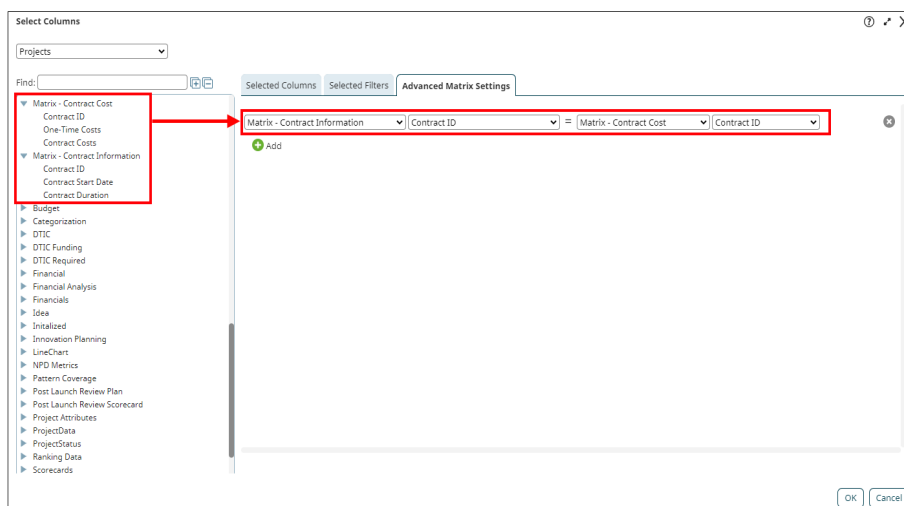 Select Columns
Projects
Find:
Selected Columns Selected Filters Advanced Matrix Settings
Matrix - Contract Cost
Contract ID
One-Time Costs
Contract Costs
Matrix - Contract Information
Contract ID
Contract Start Date
Contract Duration
Budget
Categorization
DTIC
DTIC Funding
DTIC Required
Financial
Financial Analysis
Financials
Idea
Initalized
Innovation Planning
LineChart
NPD Metrics
Pattern Coverage
Post Launch Review Plan
Post Launch Review Scorecard
Project Attributes
ProjectData
ProjectStatus
Ranking Data
Scorecards
Matrix - Contract Information Contract ID = Matrix - Contract Cost Contract ID
Add
OK Cancel